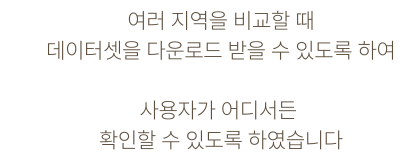 여러 지역을 비교할 때
데이터셋을 다운로드 받을 수 있도록 하여
사용자가 어디서든
확인할 수 있도록 하였습니다